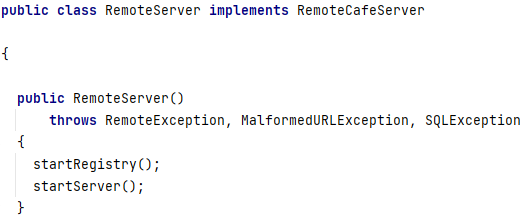 public class RemoteServer implements RemoteCafeServer
{
public RemoteServer()
throws RemoteException, MalformedURLException, SQLException
{
startRegistry();
startServer();
}